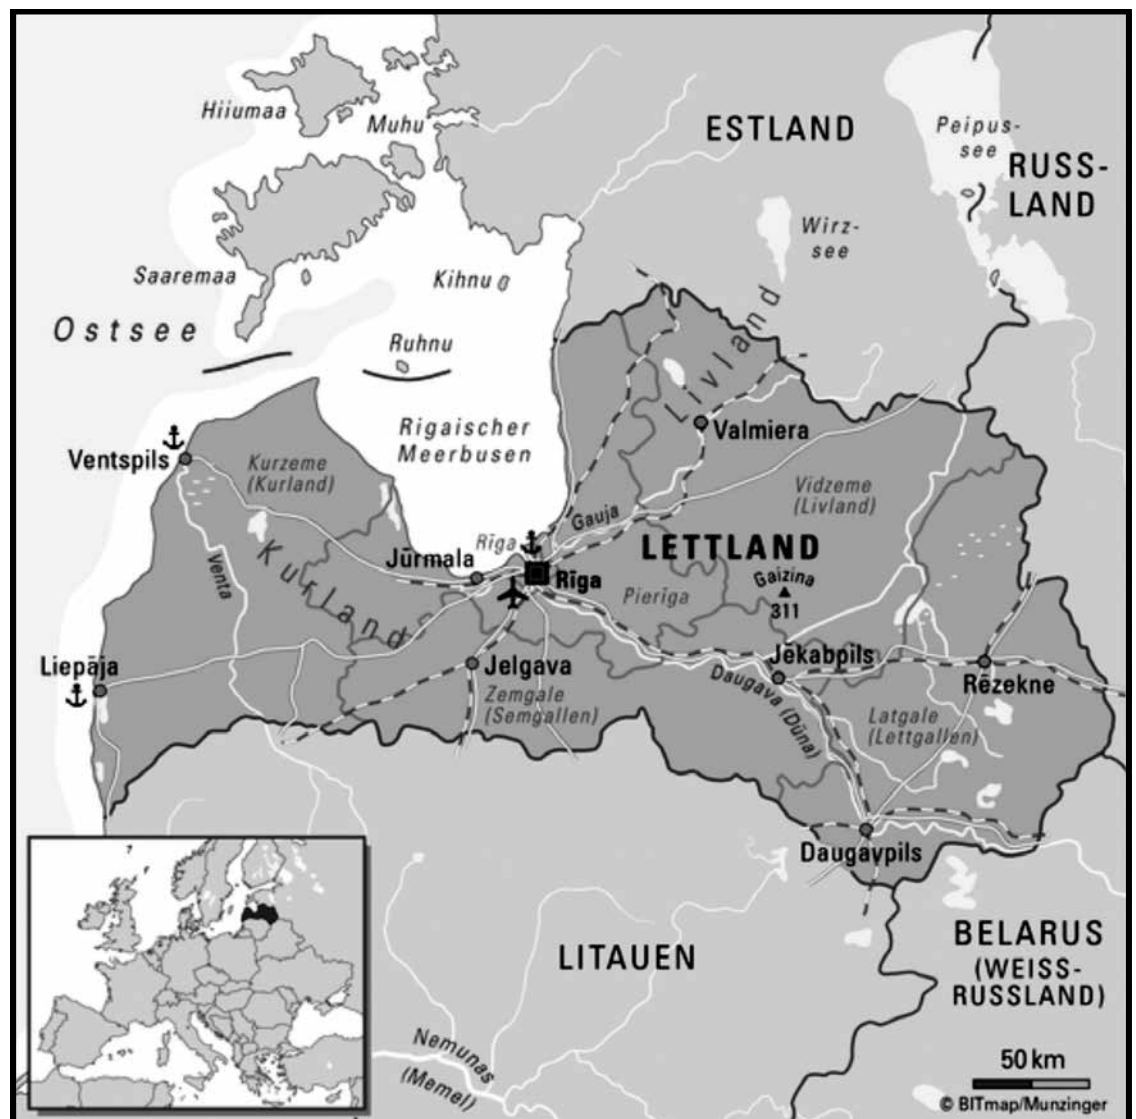 Hiiumaa
Muhu
ESTLAND
Peipus-
see
RUSS-
LAND
Wirz-
see
Saaremaa
Kihnu
Ostsee
Ruhnu
Livland
Rigaischer
Meerbusen
Valmiera
Ventspils
Kurzeme
(Kurland)
Vidzeme
(Livland)
Gauja
Rīga
LETTLAND
Kurland
Jūrmala
Rīga
Venta
Pierīga
Gaizina
311
Liepāja
Jelgava
Jēkabpils
Rēzekne
Zemgale
(Semgallen)
Daugava (Düna)
Latgale
(Lettgallen)
Daugavpils
LITAUEN
BELARUS
(WEISS-
RUSSLAND)
Nemunas
(Memel)
50 km
© BITmap/Munzinger